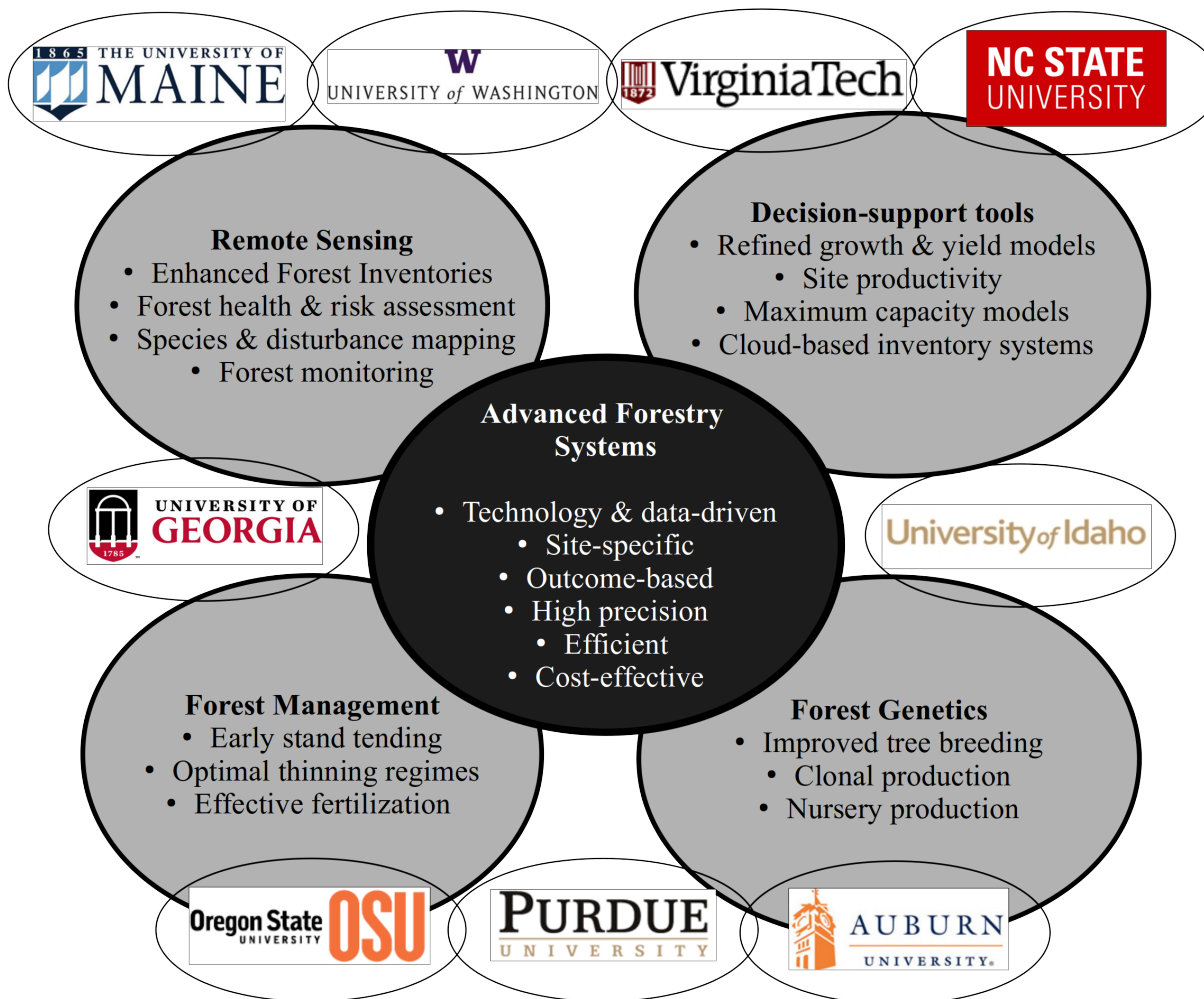 1865 THE UNIVERSITY OF
MAINE
W
UNIVERSITY of WASHINGTON
1872
VirginiaTech
NC STATE
UNIVERSITY
Remote Sensing
• Enhanced Forest Inventories
• Forest health & risk assessment
• Species & disturbance mapping
• Forest monitoring
Decision-support tools
• Refined growth & yield models
• Site productivity
• Maximum capacity models
• Cloud-based inventory systems
Advanced Forestry
Systems
• Technology & data-driven
• Site-specific
• Outcome-based
• High precision
• Efficient
• Cost-effective
1785
UNIVERSITY OF
GEORGIA
University of Idaho
Forest Management
• Early stand tending
• Optimal thinning regimes
• Effective fertilization
Forest Genetics
• Improved tree breeding
• Clonal production
• Nursery production
Oregon State
UNIVERSITY
OSU
PURDUE
UNIVERSITY
AUBURN
UNIVERSITY®